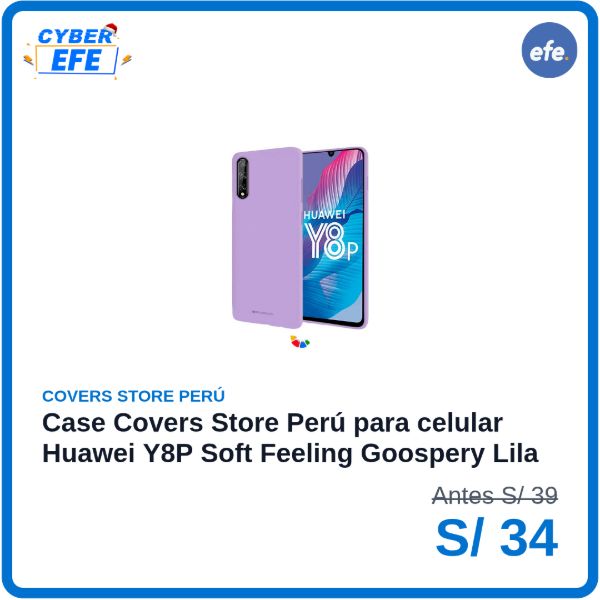 CYBER
EFE
efe.
HUAWEI
Y8P
COVERS STORE PERÚ
Case Covers Store Perú para celular
Huawei Y8P Soft Feeling Goospery Lila
Antes S/ 39
S/ 34